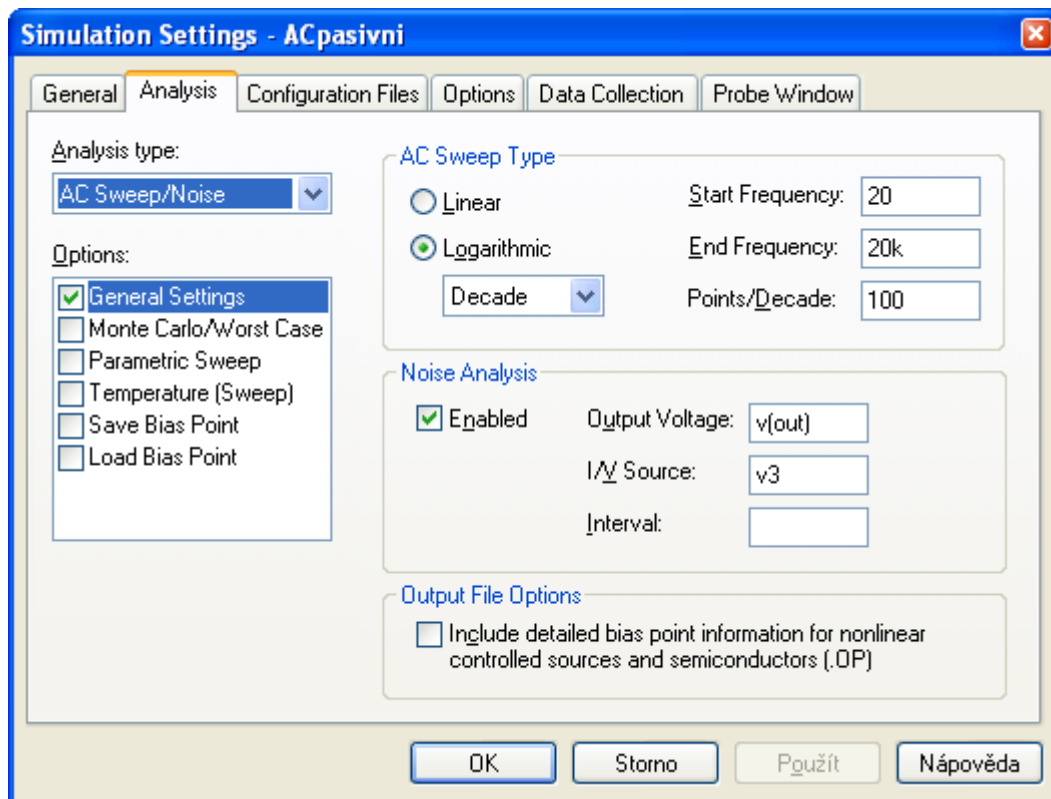 Simulation Settings - ACpasivni
General Analysis Configuration Files Options Data Collection Probe Window
Analysis type:
AC Sweep/Noise
Options:
General Settings
Monte Carlo/Worst Case
Parametric Sweep
Temperature (Sweep)
Save Bias Point
Load Bias Point
AC Sweep Type
Linear
Logarithmic
Decade
Start Frequency: 20
End Frequency: 20k
Points/Decade: 100
Noise Analysis
Enabled
Output Voltage: v(out)
I/V Source: v3
Interval:
Output File Options
Include detailed bias point information for nonlinear
controlled sources and semiconductors (.OP)
OK Storno Použít Nápověda